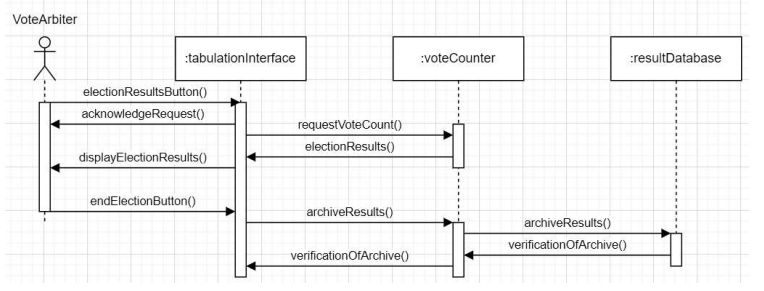 VoteArbiter
:tabulationInterface
:voteCounter
:resultDatabase
electionResultsButton()
acknowledgeRequest()
requestVoteCount()
electionResults()
displayElectionResults()
endElectionButton()
archiveResults()
archiveResults()
verificationOfArchive()
verificationOfArchive()